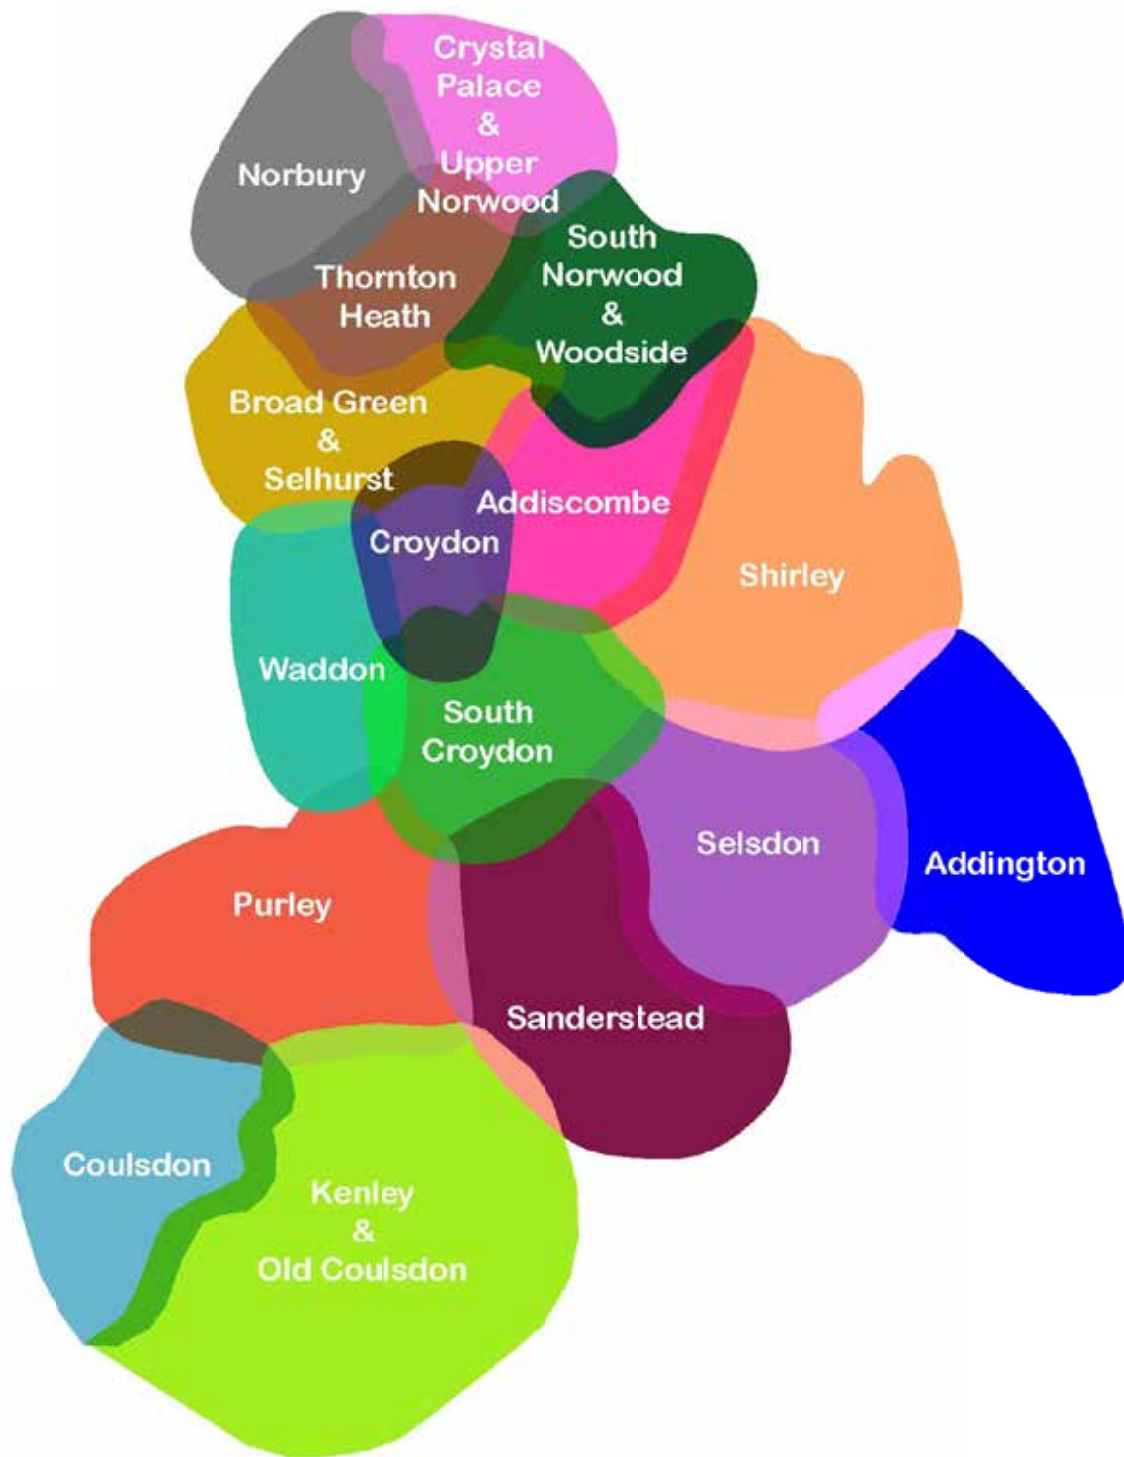 Crystal
Palace
&
Upper
Norwood
Norbury
South
Norwood
&
Woodside
Thornton
Heath
Broad Green
&
Selhurst
Addiscombe
Croydon
Shirley
Waddon
South
Croydon
Selsdon
Addington
Purley
Sanderstead
Coulsdon
Kenley
&
Old Coulsdon